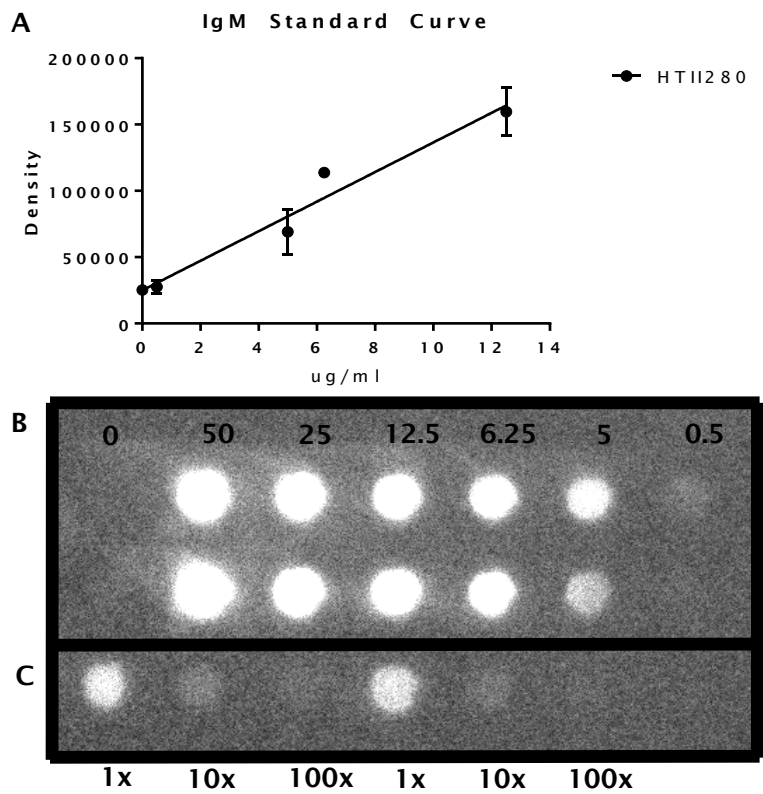 A
IgM Standard Curve
200000
150000
100000
50000
0
Density
0 2 4 6 8 10 12 14
ug/ml
HTII280
B
0 50 25 12.5 6.25 5 0.5
C
1x 10x 100x 1x 10x 100x